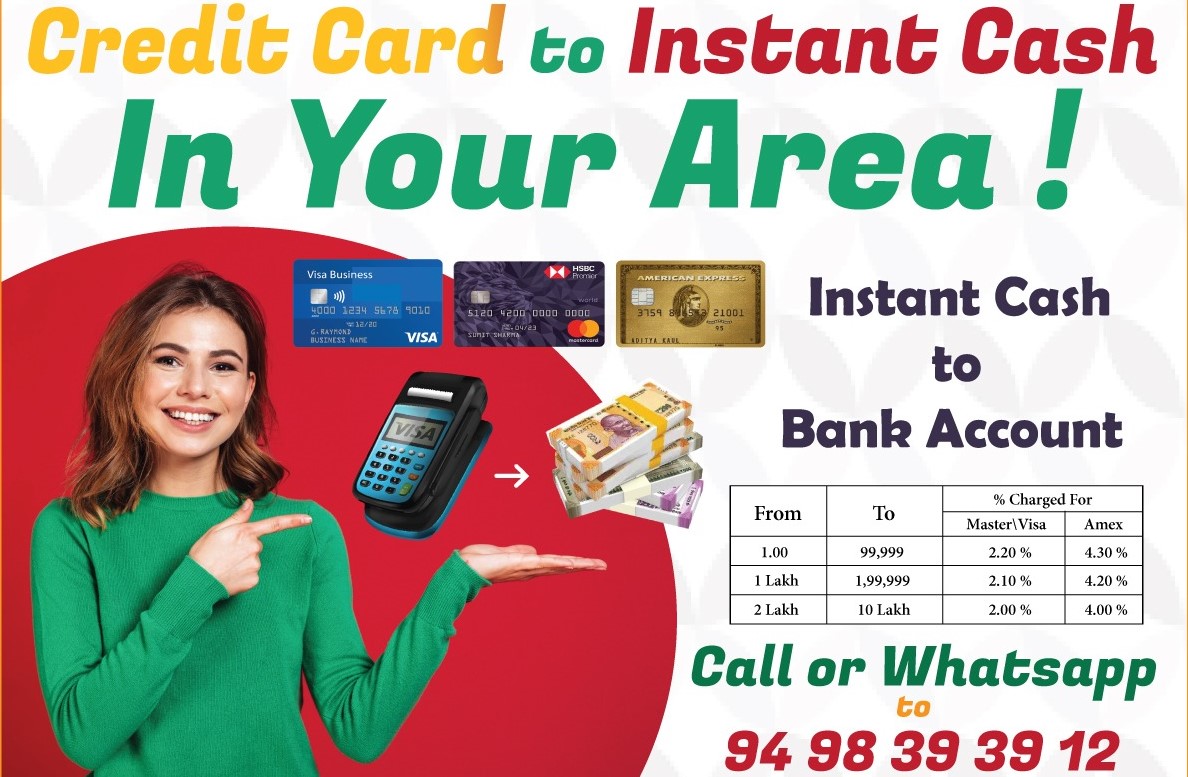 Credit Card to Instant Cash
In Your Area !
Visa Business
4000 1234 5678 9010
12/20
G.RAYMOND
BUSINESS NAME
VISA
HSBC
Premier
world
5120 4200 0000 0000
04/23
SUMIT SHARMA
mastercard
AMERICAN EXPRESS
3759 21001
95
ADITYA KAUL
VISA
Instant Cash
to
Bank Account
From To % Charged For
Master\Visa Amex
1.00 99,999 2.20 % 4.30 %
1 Lakh 1,99,999 2.10 % 4.20 %
2 Lakh 10 Lakh 2.00 % 4.00 %
Call or Whatsapp
to
94 98 39 39 12